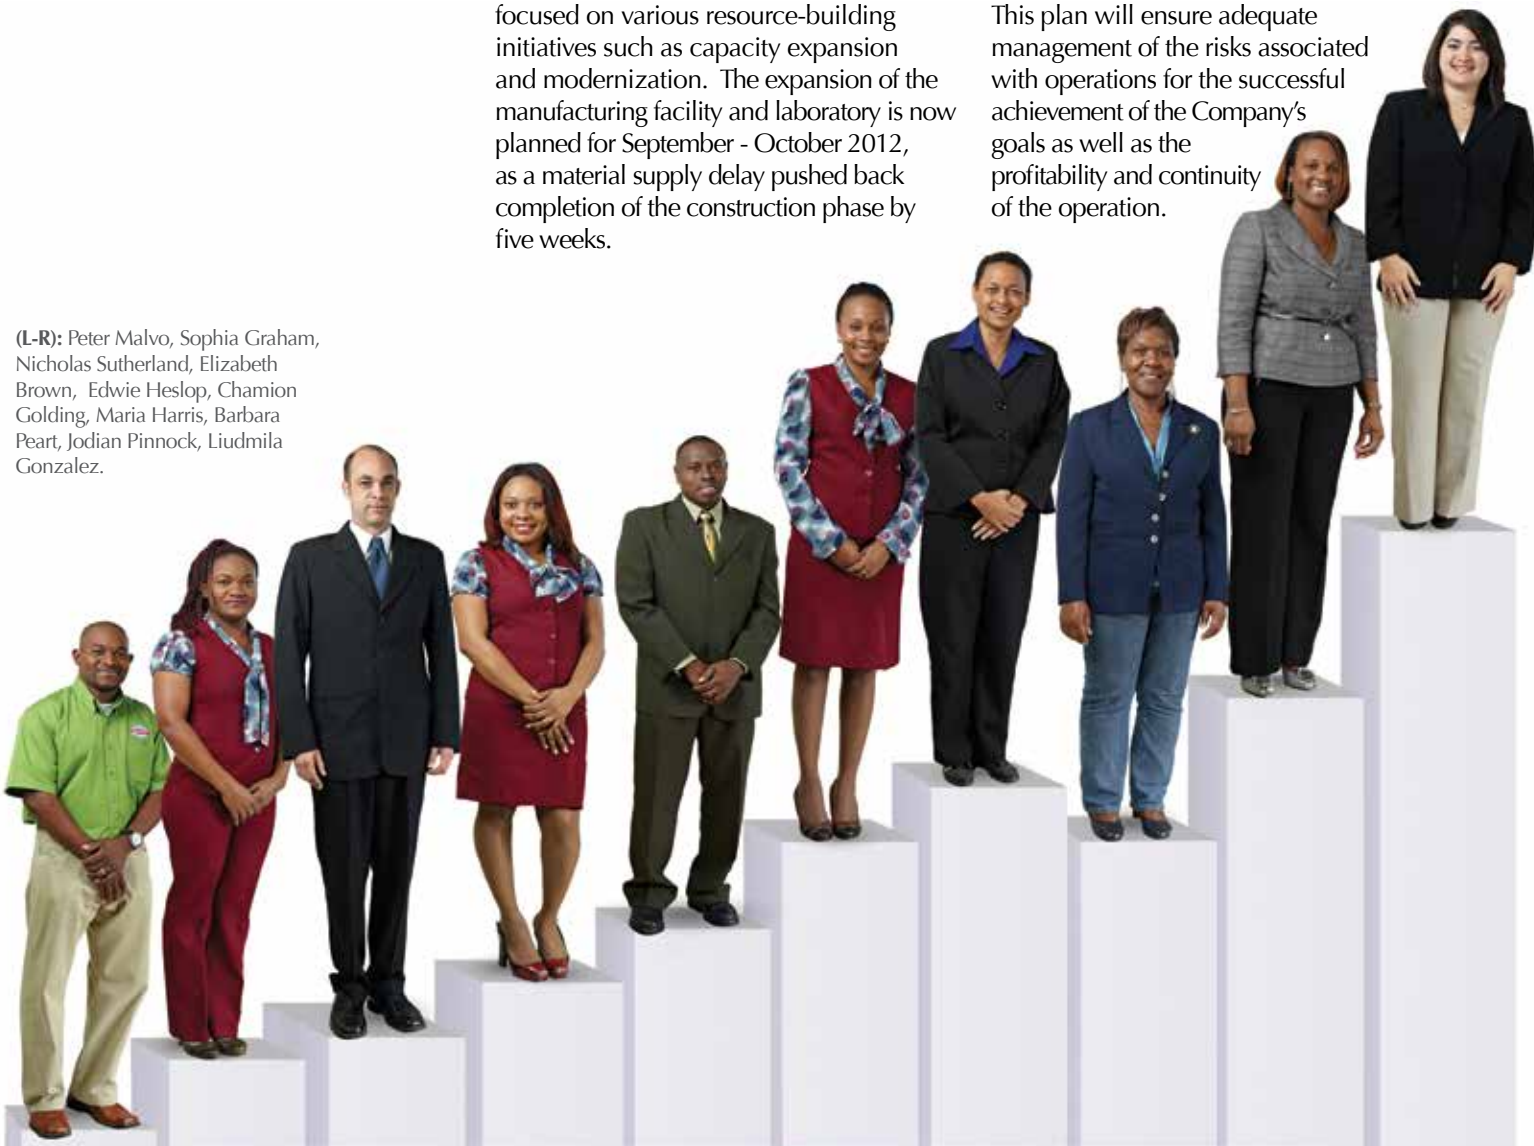 focused on various resource-building
initiatives such as capacity expansion
and modernization.  The expansion of the
manufacturing facility and laboratory is now
planned for September - October 2012,
as a material supply delay pushed back
completion of the construction phase by
five weeks.
This plan will ensure adequate
management of the risks associated
with operations for the successful
achievement of the Company's
goals as well as the
profitability and continuity
of the operation.
(L-R): Peter Malvo, Sophia Graham,
Nicholas Sutherland, Elizabeth
Brown,  Edwie Heslop, Chamion
Golding, Maria Harris, Barbara
Peart, Jodian Pinnock, Liudmila
Gonzalez.